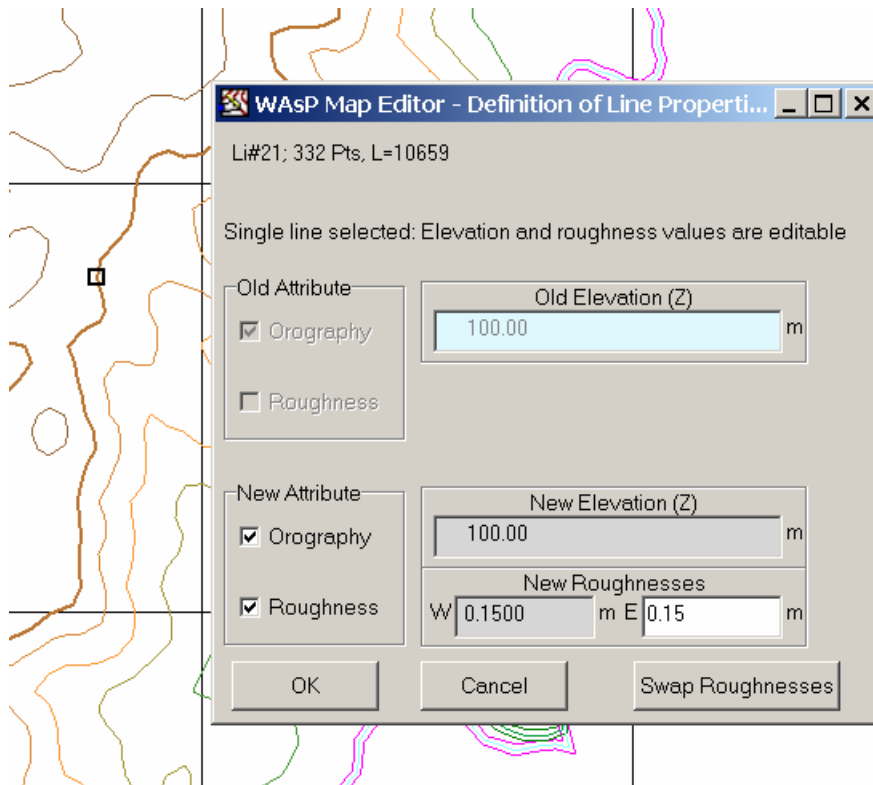 WAsP Map Editor - Definition of Line Properti...
Li#21; 332 Pts, L=10659
Single line selected: Elevation and roughness values are editable
Old Attribute
Orography
Roughness
Old Elevation (Z)
100.00 m
New Attribute
Orography
Roughness
New Elevation (Z)
100.00 m
New Roughnesses
W 0.1500 m E 0.15 m
OK Cancel Swap Roughnesses